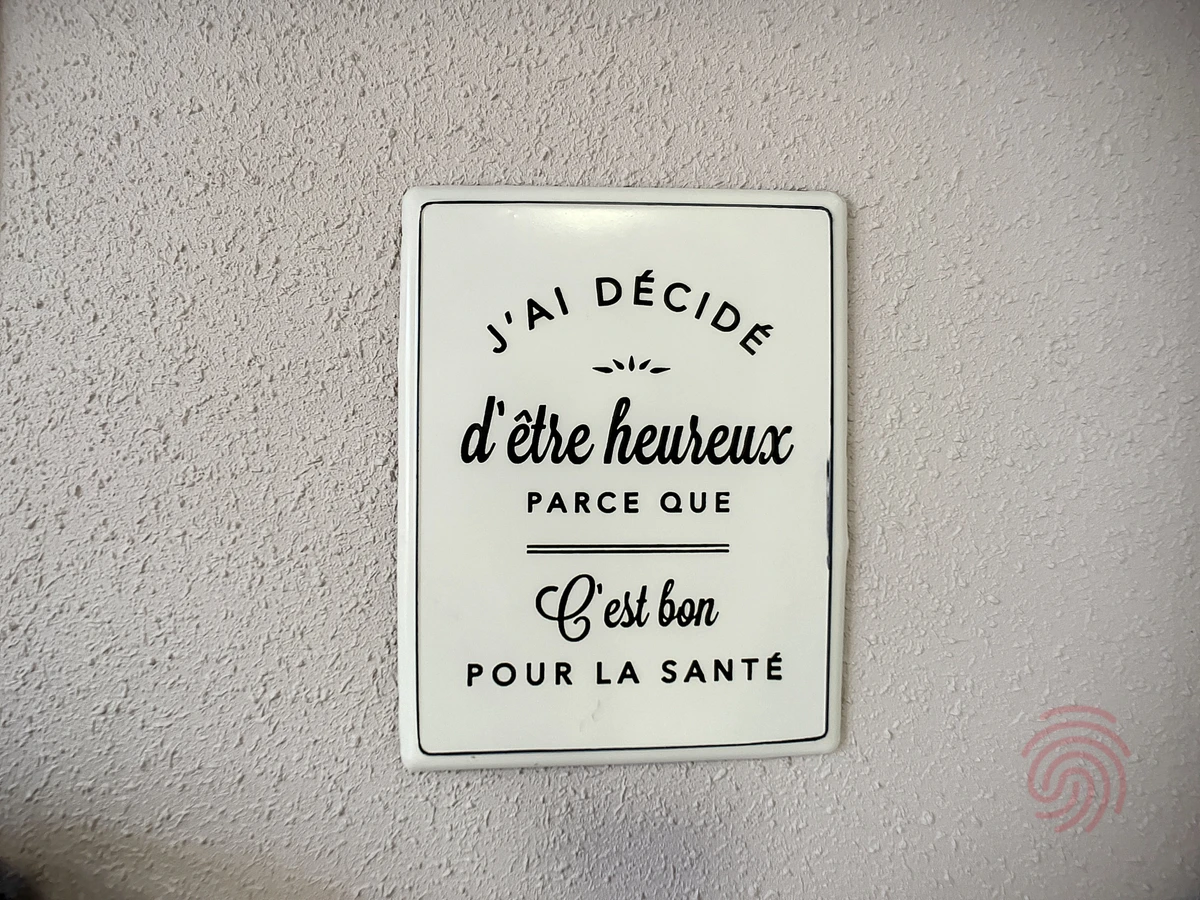 J'AI DÉCIDÉ
d'être heureux
PARCE QUE
C'est bon
POUR LA SANTÉ